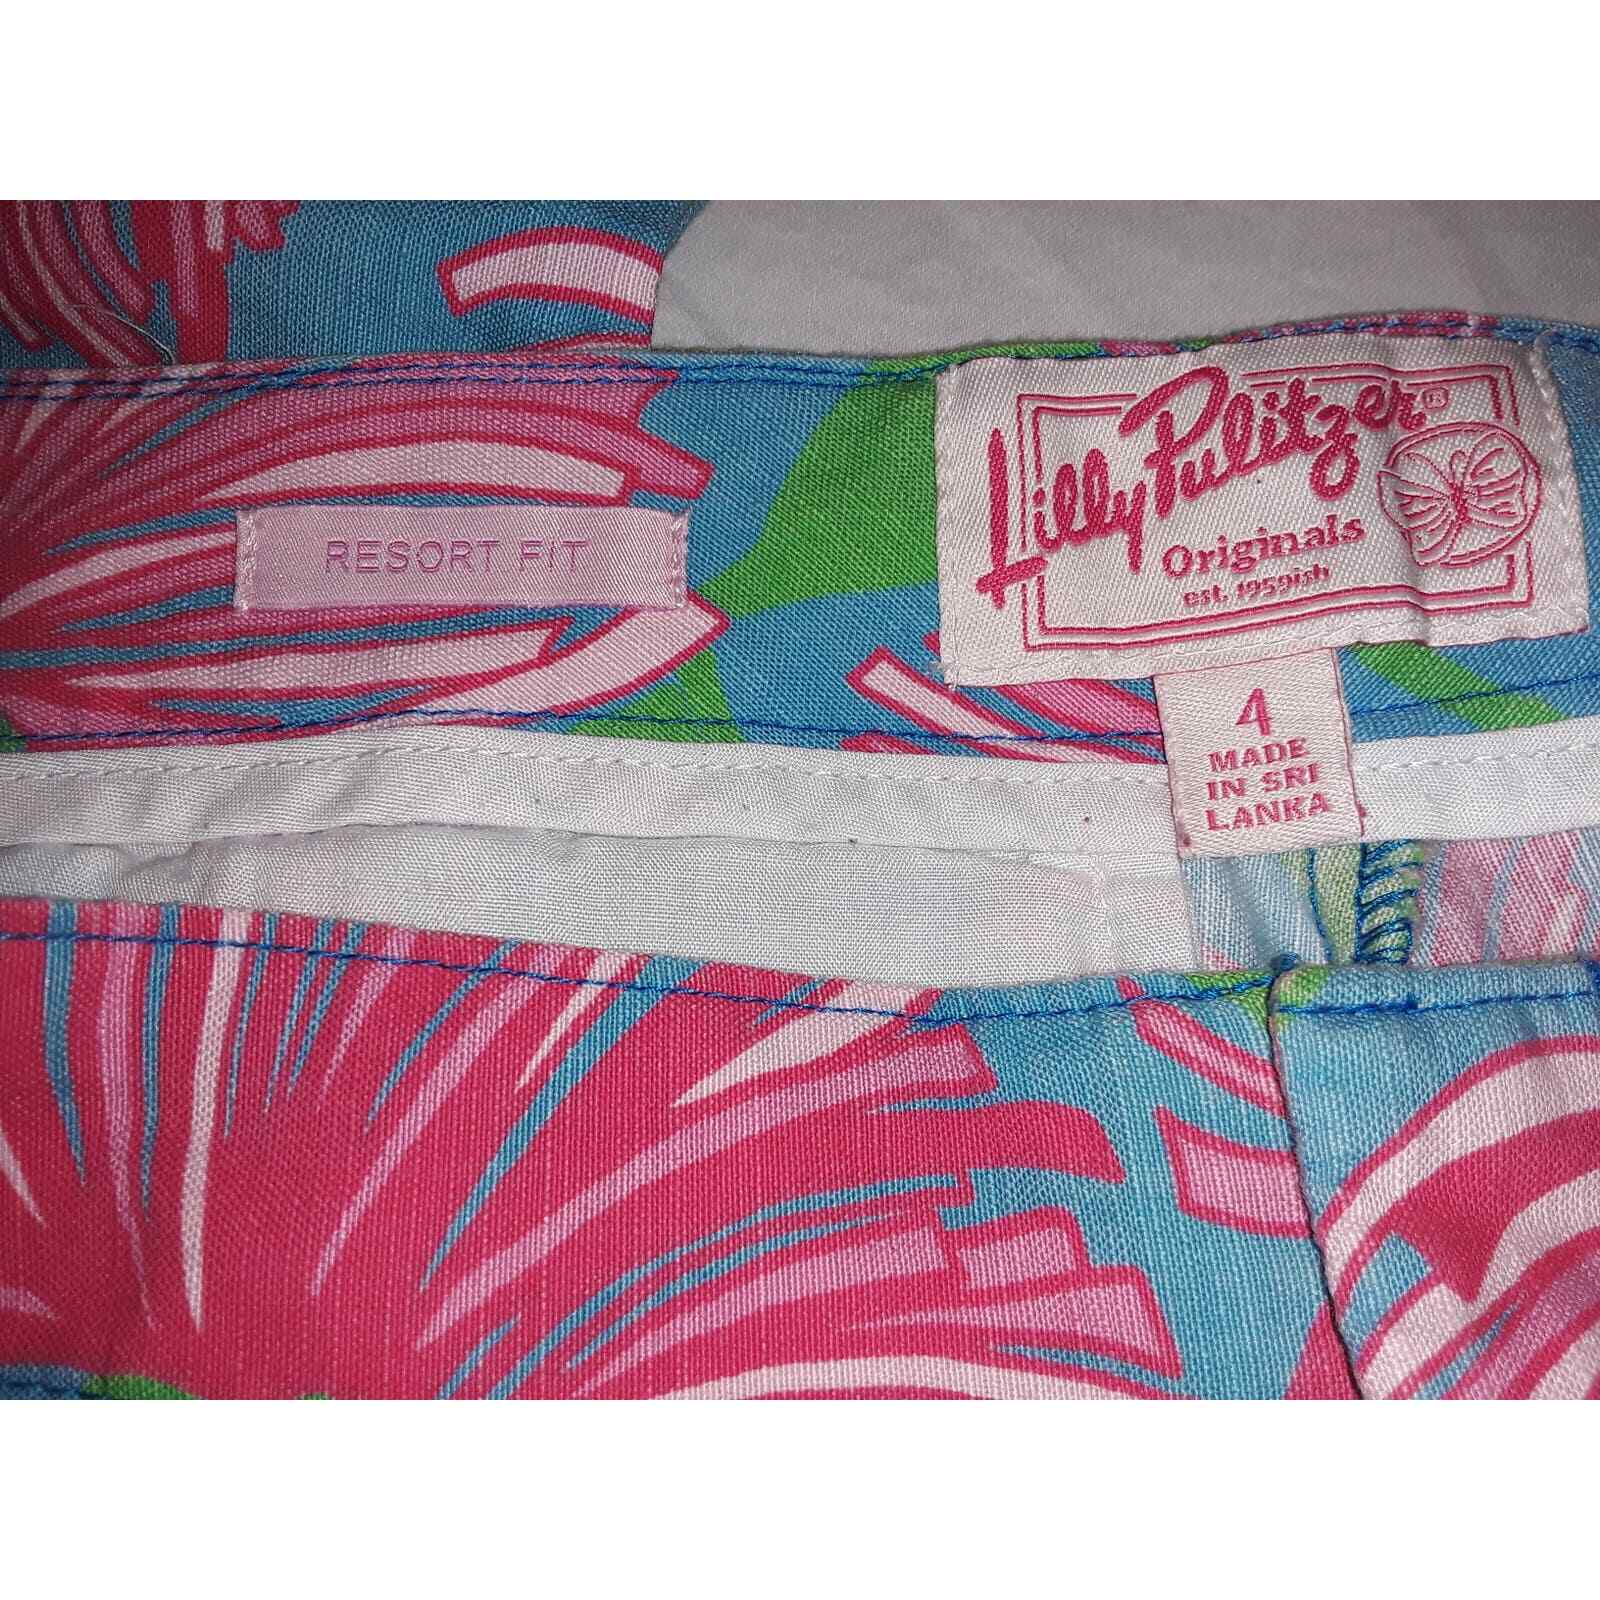 RESORT FIT
Lilly Pulitzer®
Originals
est. 1959ish
4
MADE
IN SRI
LANKA